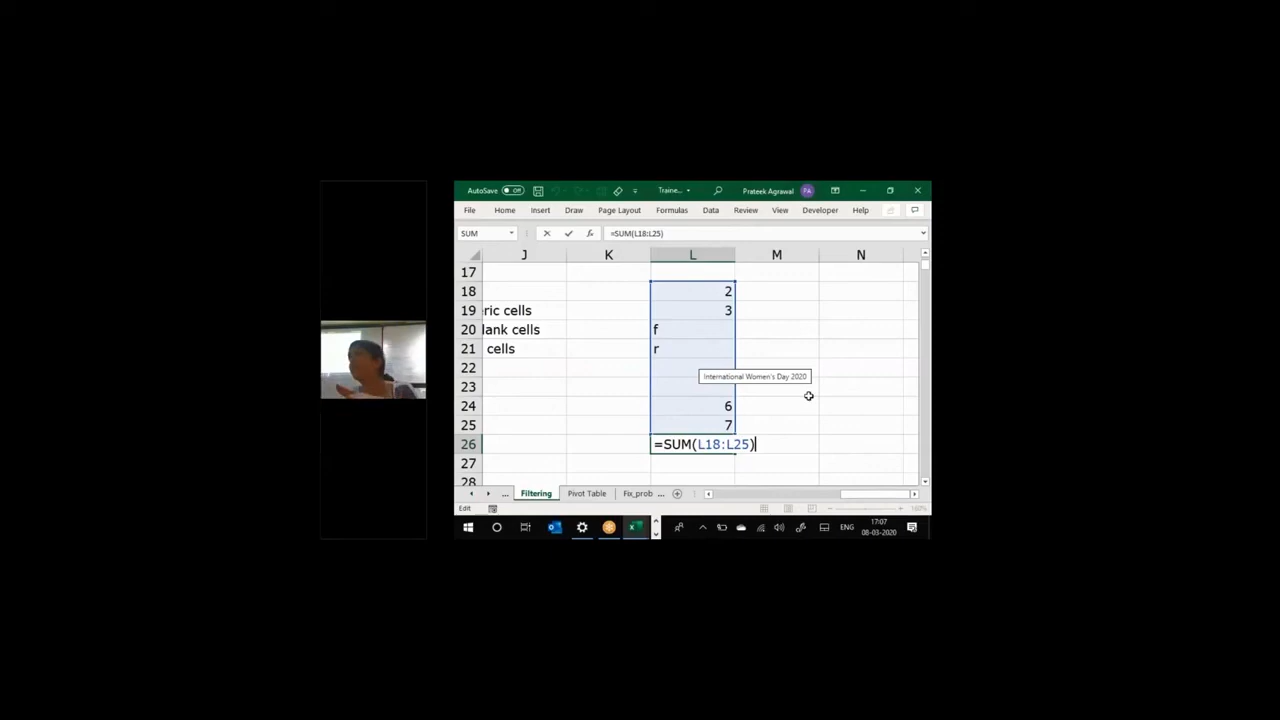 AutoSave Off Traine... Prateek Agrawal PA
File Home Insert Draw Page Layout Formulas Data Review View Developer Help
SUM fx =SUM(L18:L25)
J K L M N
17
18 2
19 ric cells 3
20 lank cells f
21 cells r
22
International Women's Day 2020
23
24 6
25 7
26 =SUM(L18:L25)
27
28
... Filtering Pivot Table Fix_prob ...
Edit 160%
ENG 17:07
08-03-2020